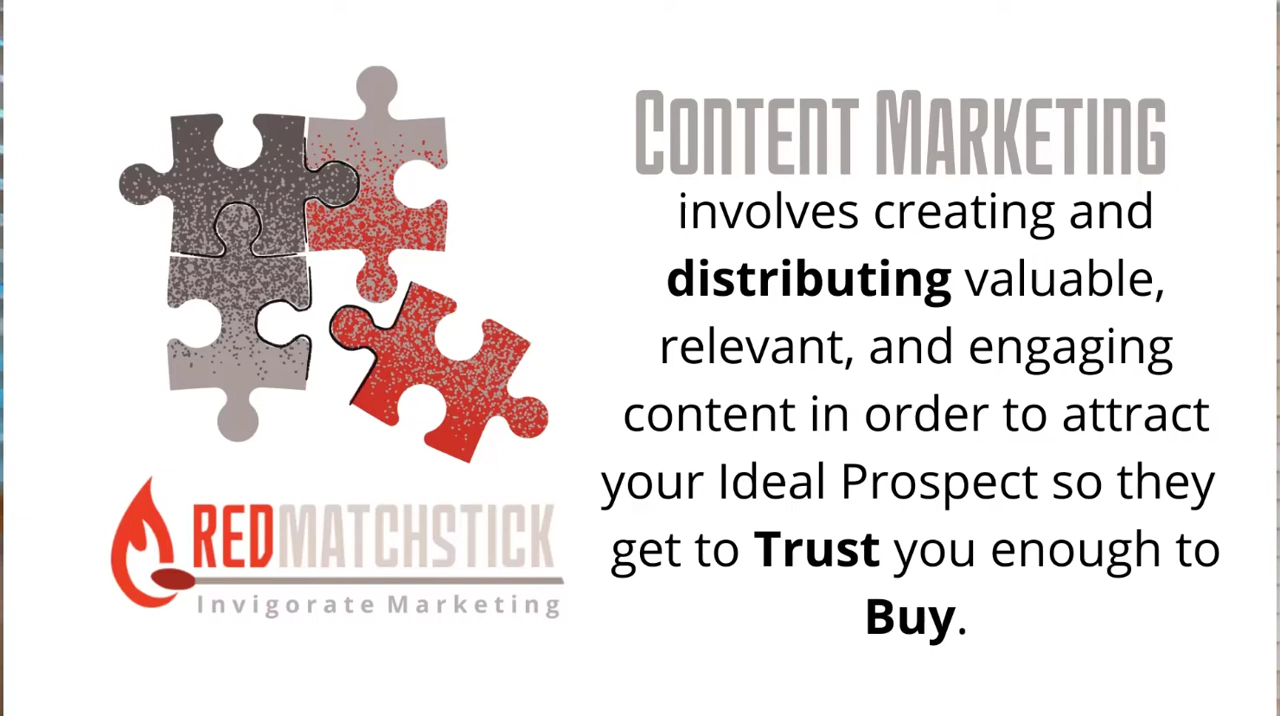 CONTENT MARKETING
involves creating and
distributing valuable,
relevant, and engaging
content in order to attract
your Ideal Prospect so they
get to Trust you enough to
Buy.
REDMATCHSTICK
Invigorate Marketing